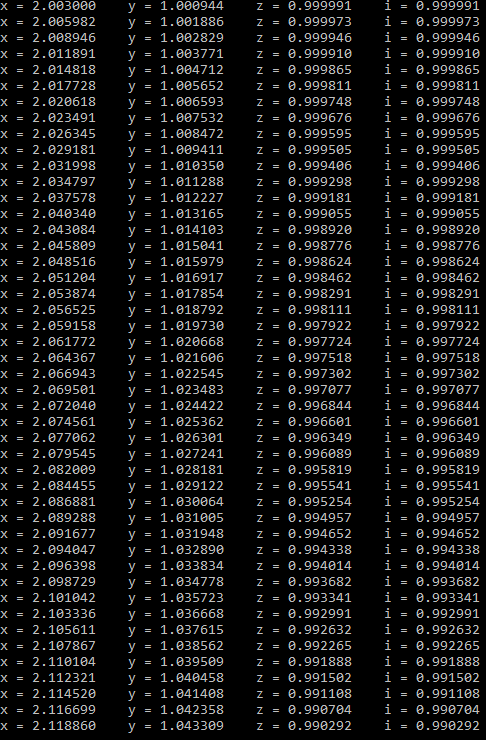 x = 2.003000    y = 1.000944    z = 0.999991    i = 0.999991
x = 2.005982    y = 1.001886    z = 0.999973    i = 0.999973
x = 2.008946    y = 1.002829    z = 0.999946    i = 0.999946
x = 2.011891    y = 1.003771    z = 0.999910    i = 0.999910
x = 2.014818    y = 1.004712    z = 0.999865    i = 0.999865
x = 2.017728    y = 1.005652    z = 0.999811    i = 0.999811
x = 2.020618    y = 1.006593    z = 0.999748    i = 0.999748
x = 2.023491    y = 1.007532    z = 0.999676    i = 0.999676
x = 2.026345    y = 1.008472    z = 0.999595    i = 0.999595
x = 2.029181    y = 1.009411    z = 0.999505    i = 0.999505
x = 2.031998    y = 1.010350    z = 0.999406    i = 0.999406
x = 2.034797    y = 1.011288    z = 0.999298    i = 0.999298
x = 2.037578    y = 1.012227    z = 0.999181    i = 0.999181
x = 2.040340    y = 1.013165    z = 0.999055    i = 0.999055
x = 2.043084    y = 1.014103    z = 0.998920    i = 0.998920
x = 2.045809    y = 1.015041    z = 0.998776    i = 0.998776
x = 2.048516    y = 1.015979    z = 0.998624    i = 0.998624
x = 2.051204    y = 1.016917    z = 0.998462    i = 0.998462
x = 2.053874    y = 1.017854    z = 0.998291    i = 0.998291
x = 2.056525    y = 1.018792    z = 0.998111    i = 0.998111
x = 2.059158    y = 1.019730    z = 0.997922    i = 0.997922
x = 2.061772    y = 1.020668    z = 0.997724    i = 0.997724
x = 2.064367    y = 1.021606    z = 0.997518    i = 0.997518
x = 2.066943    y = 1.022545    z = 0.997302    i = 0.997302
x = 2.069501    y = 1.023483    z = 0.997077    i = 0.997077
x = 2.072040    y = 1.024422    z = 0.996844    i = 0.996844
x = 2.074561    y = 1.025362    z = 0.996601    i = 0.996601
x = 2.077062    y = 1.026301    z = 0.996349    i = 0.996349
x = 2.079545    y = 1.027241    z = 0.996089    i = 0.996089
x = 2.082009    y = 1.028181    z = 0.995819    i = 0.995819
x = 2.084455    y = 1.029122    z = 0.995541    i = 0.995541
x = 2.086881    y = 1.030064    z = 0.995254    i = 0.995254
x = 2.089288    y = 1.031005    z = 0.994957    i = 0.994957
x = 2.091677    y = 1.031948    z = 0.994652    i = 0.994652
x = 2.094047    y = 1.032890    z = 0.994338    i = 0.994338
x = 2.096398    y = 1.033834    z = 0.994014    i = 0.994014
x = 2.098729    y = 1.034778    z = 0.993682    i = 0.993682
x = 2.101042    y = 1.035723    z = 0.993341    i = 0.993341
x = 2.103336    y = 1.036668    z = 0.992991    i = 0.992991
x = 2.105611    y = 1.037615    z = 0.992632    i = 0.992632
x = 2.107867    y = 1.038562    z = 0.992265    i = 0.992265
x = 2.110104    y = 1.039509    z = 0.991888    i = 0.991888
x = 2.112321    y = 1.040458    z = 0.991502    i = 0.991502
x = 2.114520    y = 1.041408    z = 0.991108    i = 0.991108
x = 2.116699    y = 1.042358    z = 0.990704    i = 0.990704
x = 2.118860    y = 1.043309    z = 0.990292    i = 0.990292